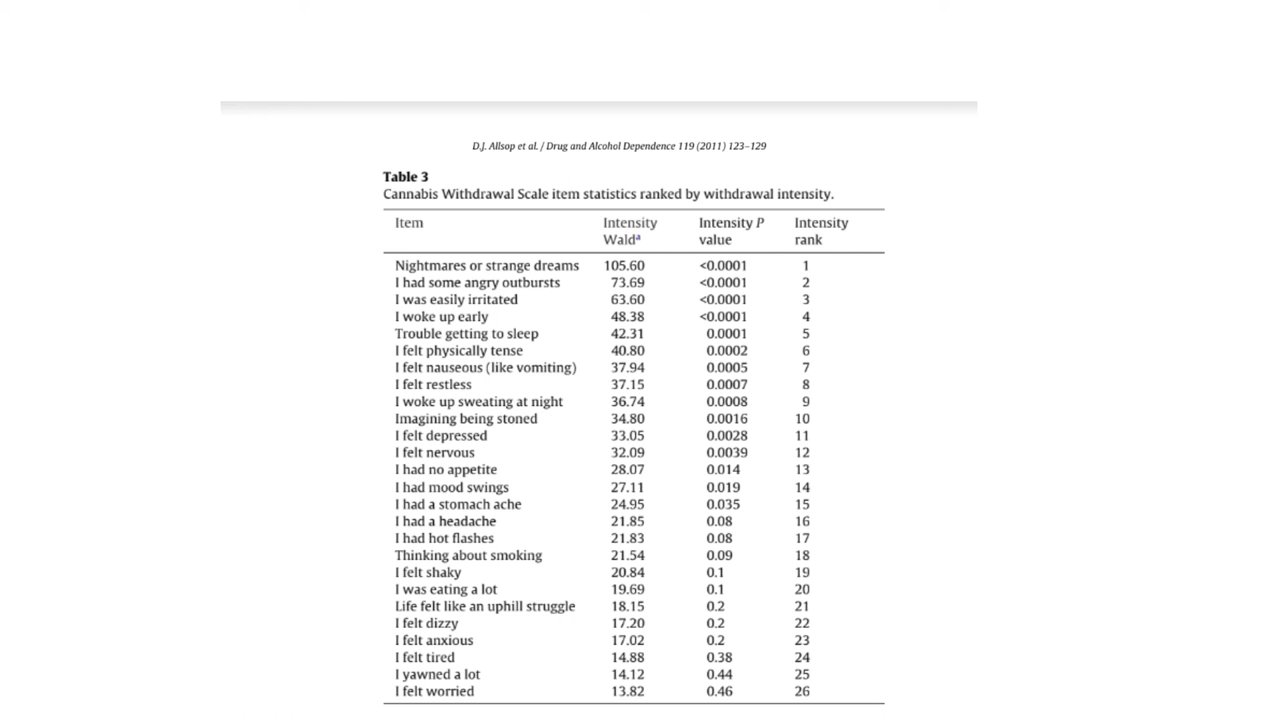 D.J. Allsop et al. / Drug and Alcohol Dependence 119 (2011) 123–129
Table 3
Cannabis Withdrawal Scale item statistics ranked by withdrawal intensity.
Item Intensity Intensity P Intensity
Walda value rank
Nightmares or strange dreams 105.60 <0.0001 1
I had some angry outbursts 73.69 <0.0001 2
I was easily irritated 63.60 <0.0001 3
I woke up early 48.38 <0.0001 4
Trouble getting to sleep 42.31 0.0001 5
I felt physically tense 40.80 0.0002 6
I felt nauseous (like vomiting) 37.94 0.0005 7
I felt restless 37.15 0.0007 8
I woke up sweating at night 36.74 0.0008 9
Imagining being stoned 34.80 0.0016 10
I felt depressed 33.05 0.0028 11
I felt nervous 32.09 0.0039 12
I had no appetite 28.07 0.014 13
I had mood swings 27.11 0.019 14
I had a stomach ache 24.95 0.035 15
I had a headache 21.85 0.08 16
I had hot flashes 21.83 0.08 17
Thinking about smoking 21.54 0.09 18
I felt shaky 20.84 0.1 19
I was eating a lot 19.69 0.1 20
Life felt like an uphill struggle 18.15 0.2 21
I felt dizzy 17.20 0.2 22
I felt anxious 17.02 0.2 23
I felt tired 14.88 0.38 24
I yawned a lot 14.12 0.44 25
I felt worried 13.82 0.46 26